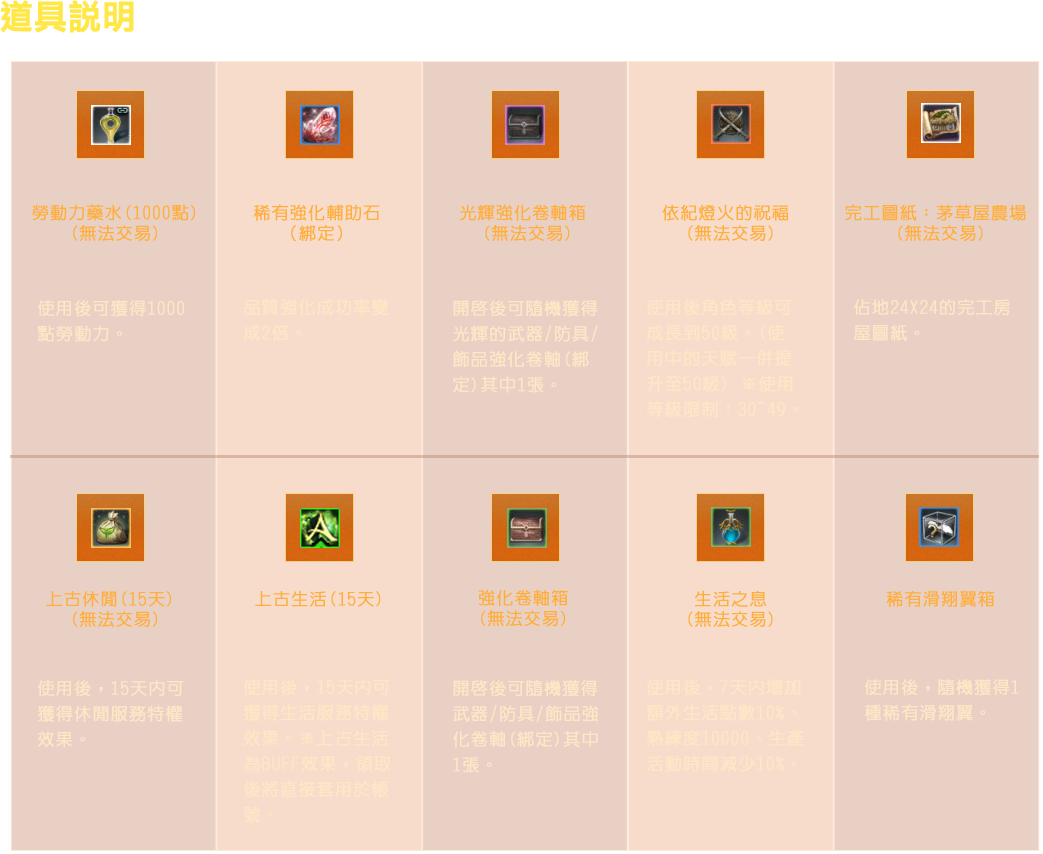 道具説明
勞動力藥水(1000點)
(無法交易)
稀有強化輔助石
(綁定)
光輝強化卷軸箱
(無法交易)
依紀燈火的祝福
(無法交易)
完工圖紙：茅草屋農場
(無法交易)
使用後可獲得1000
點勞動力。
品質強化成功率變
成2倍。
開啓後可隨機獲得
光輝的武器/防具/
飾品強化卷軸(綁
定)其中1張。
使用後角色等級可
成長到50級。(使
用中的天賦一併提
升至50級) ※使用
等級限制：30~49。
佔地24X24的完工房
屋圖紙。
上古休閒(15天)
(無法交易)
上古生活(15天)
強化卷軸箱
(無法交易)
生活之息
(無法交易)
稀有滑翔翼箱
使用後，15天内可
獲得休閒服務特權
效果。
使用後，15天内可
獲得生活服務特權
效果。※上古生活
為BUFF效果，領取
後將直接套用於帳
號。
開啓後可隨機獲得
武器/防具/飾品強
化卷軸(綁定)其中
1張。
使用後，7天内增加
額外生活點數10%、
熟練度10000、生產
活動時間減少10%。
使用後，隨機獲得1
種稀有滑翔翼。